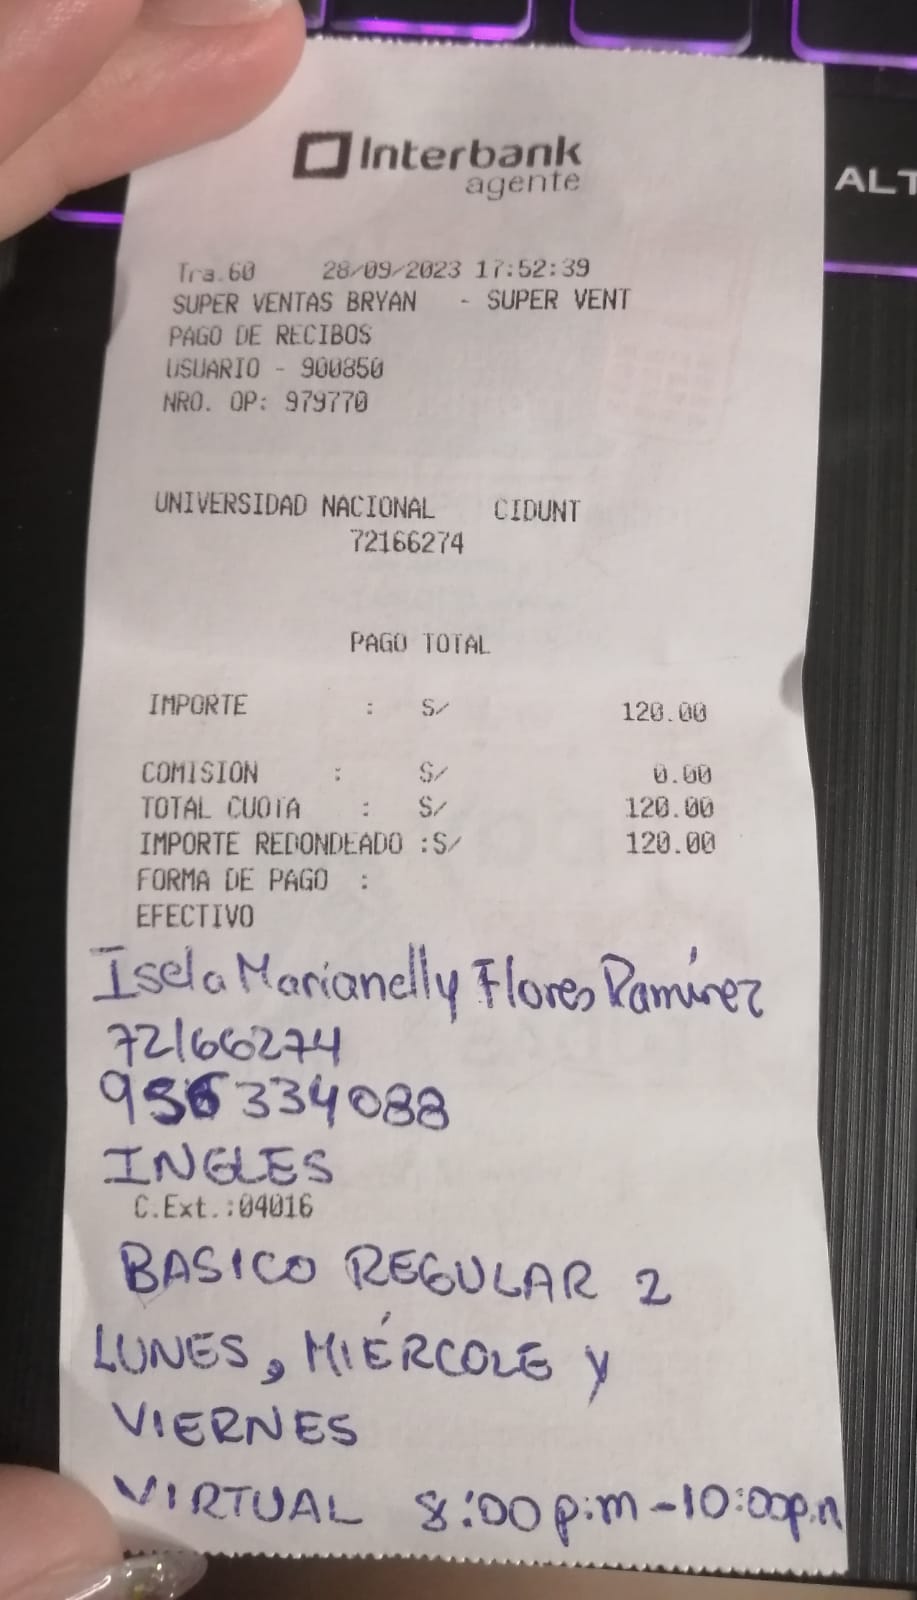 Interbank
agente
Tra.60 28/09/2023 17:52:39
SUPER VENTAS BRYAN - SUPER VENT
PAGO DE RECIBOS
USUARIO - 900850
NRO. OP: 979770
UNIVERSIDAD NACIONAL CIDUNT
72166274
PAGO TOTAL
IMPORTE : S/ 120.00
COMISION : S/ 0.00
TOTAL CUOTA : S/ 120.00
IMPORTE REDONDEADO :S/ 120.00
FORMA DE PAGO :
EFECTIVO
Isela Marianelly Flores Ramírez
72166274
956334088
INGLES
C.Ext.:04016
BASICO REGULAR 2
LUNES, MIÉRCOLE y
VIERNES
VIRTUAL 8:00 p:m - 10:00p.m
ALT